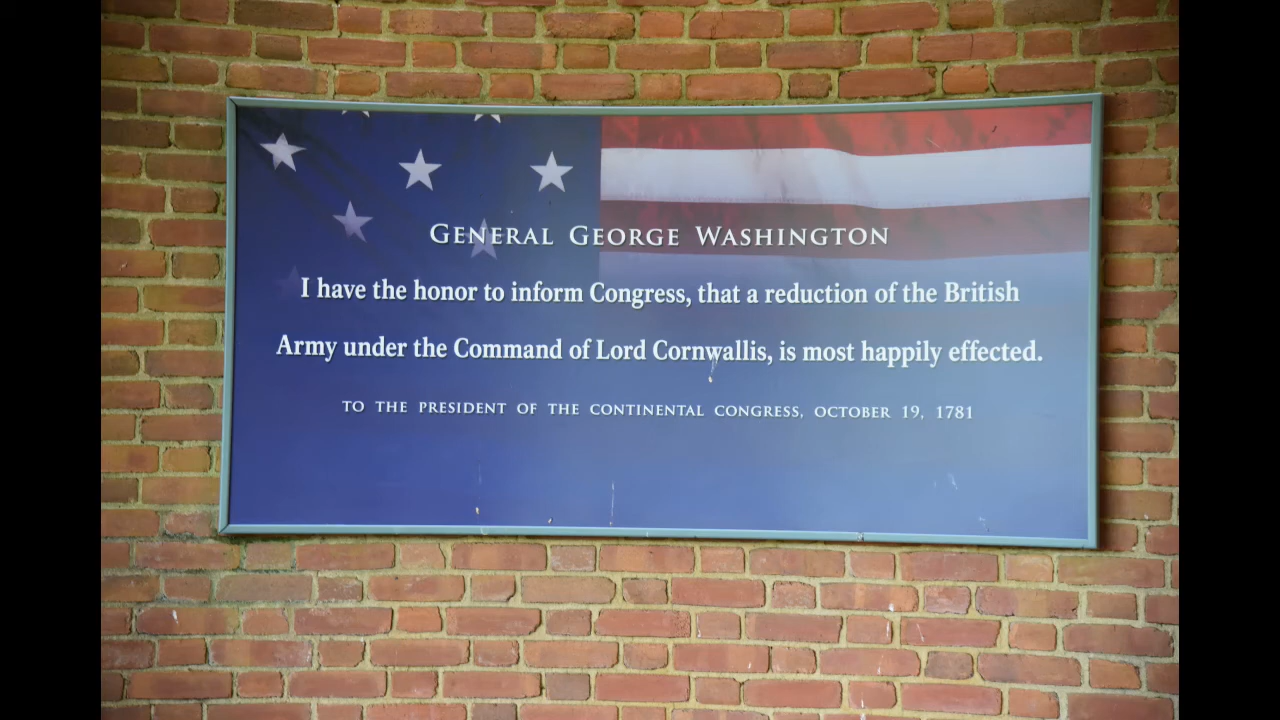 GENERAL GEORGE WASHINGTON
I have the honor to inform Congress, that a reduction of the British
Army under the Command of Lord Cornwallis, is most happily effected.
TO THE PRESIDENT OF THE CONTINENTAL CONGRESS, OCTOBER 19, 1781